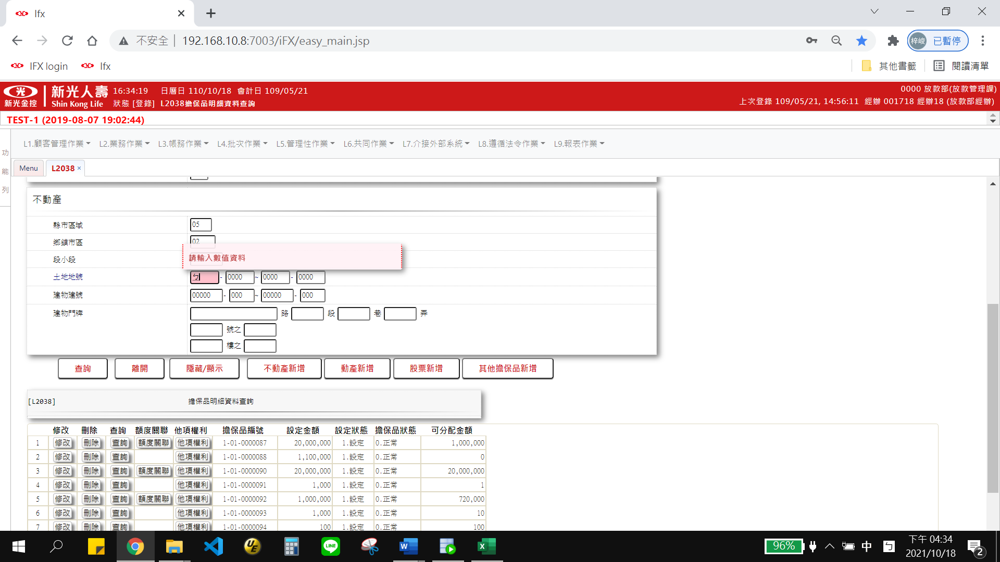 Ifx
不安全
192.168.10.8:7003/iFX/easy_main.jsp
梓峻 已暫停
IFX login
Ifx
其他書籤
閱讀清單
新光金控
新光人壽
Shin Kong Life
16:34:19 日曆日 110/10/18 會計日 109/05/21
狀態 [登錄] L2038擔保品明細資料查詢
0000 放款部(放款管理課)
上次登錄 109/05/21, 14:56:11 經辦 001718 經辦18 (放款部經辦)
TEST-1 (2019-08-07 19:02:44)
功
能
列
L1.顧客管理作業 L2.業務作業 L3.帳務作業 L4.批次作業 L5.管理性作業 L6.共同作業 L7.介接外部系統 L8.遵循法令作業 L9.報表作業
Menu L2038 ×
不動產
縣市區域 05
鄉鎮市區 02
段小段
請輸入數值資料
土地地號 ㄅ - 0000 ~ 0000 - 0000
建物建號 00000 - 000 ~ 00000 - 000
建物門牌 路 段 巷 弄
號之
樓之
查詢 離開 隱藏/顯示 不動產新增 動產新增 股票新增 其他擔保品新增
[L2038] 擔保品明細資料查詢
修改 刪除 查詢 額度關聯 他項權利 擔保品編號 設定金額 設定狀態 擔保品狀態 可分配金額
1 修改 刪除 查詢 額度關聯 他項權利 1-01-0000087 20,000,000 1.設定 0.正常 1,000,000
2 修改 刪除 查詢 他項權利 1-01-0000088 1,100,000 1.設定 0.正常 0
3 修改 刪除 查詢 額度關聯 他項權利 1-01-0000090 20,000,000 1.設定 0.正常 20,000,000
4 修改 刪除 查詢 他項權利 1-01-0000091 1,000 1.設定 0.正常 1
5 修改 刪除 查詢 額度關聯 他項權利 1-01-0000092 1,000,000 1.設定 0.正常 720,000
6 修改 刪除 查詢 他項權利 1-01-0000093 1,000 1.設定 0.正常 10
7 修改 刪除 查詢 他項權利 1-01-0000094 100 1.設定 0.正常 100
UE
LINE
W
X
96%
中
ㄅ
下午 04:34
2021/10/18
2